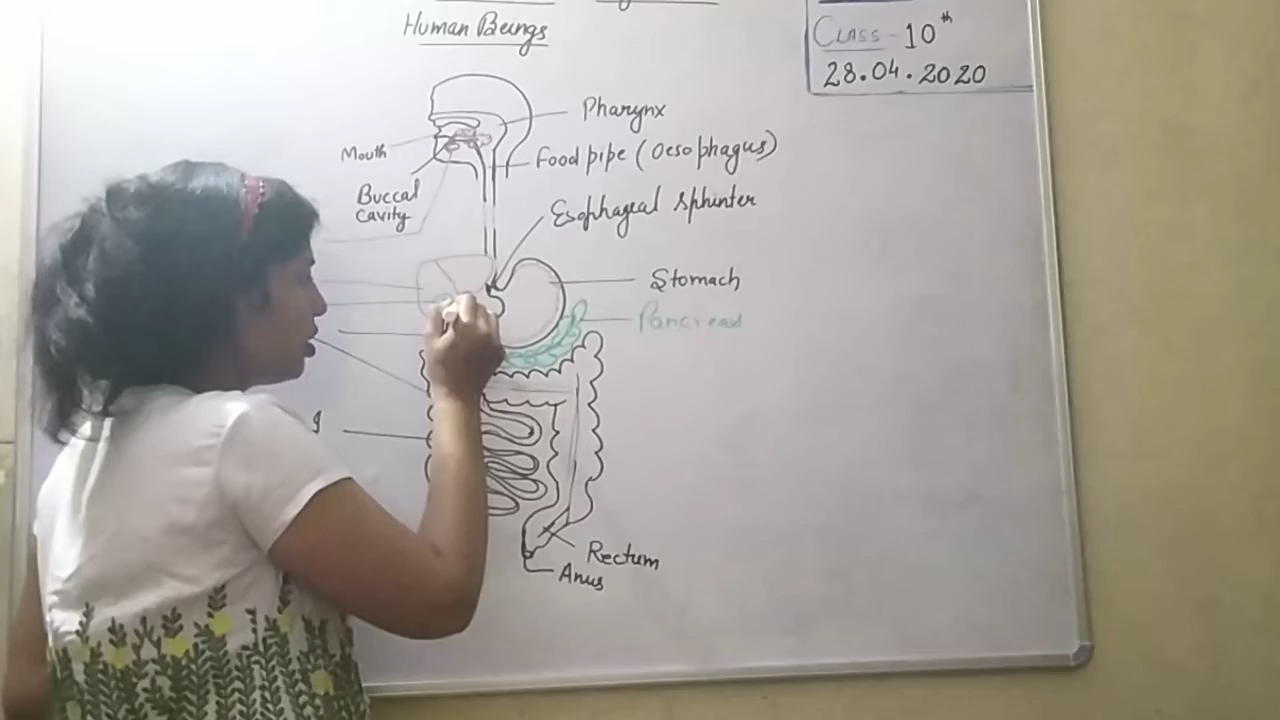 Human Beings
CLASS - 10th
28.04.2020
Pharynx
Mouth
Food pipe (Oesophagus)
Buccal
Cavity
Esophageal Sphinter
Stomach
Pancreas
Rectum
Anus